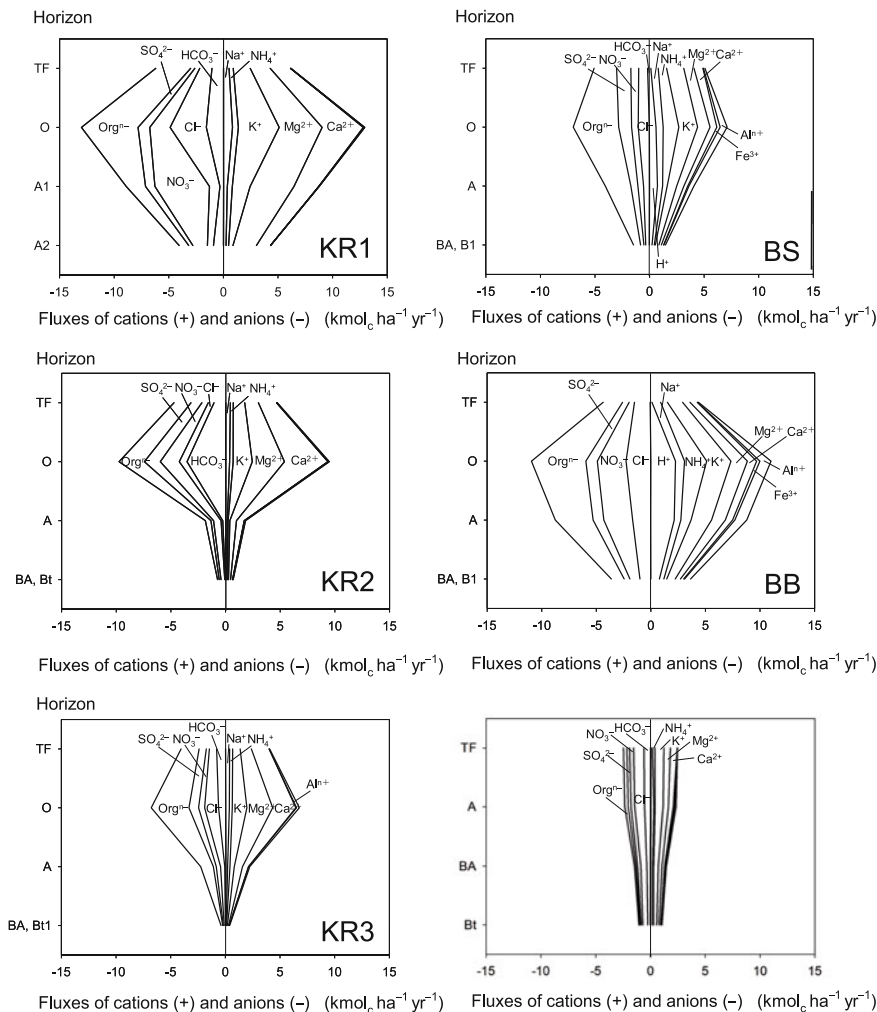 Horizon
SO₄²⁻ HCO₃⁻ Na⁺ NH₄⁺
TF
O
A1
A2
Orgⁿ⁻ Cl⁻ K⁺ Mg²⁺ Ca²⁺
NO₃⁻
KR1
-15 -10 -5 0 5 10 15
Fluxes of cations (+) and anions (−) (kmol_c ha⁻¹ yr⁻¹)
Horizon
HCO₃⁻ Na⁺ Mg²⁺ Ca²⁺
SO₄²⁻ NO₃⁻ NH₄⁺
TF
O
A
BA, B1
Orgⁿ⁻ Cl⁻ K⁺ Alⁿ⁺
Fe³⁺
H⁺
BS
-15 -10 -5 0 5 10 15
Fluxes of cations (+) and anions (−) (kmol_c ha⁻¹ yr⁻¹)
Horizon
SO₄²⁻ NO₃⁻ Cl⁻ Na⁺ NH₄⁺
TF
O
A
BA, Bt
Orgⁿ⁻ HCO₃⁻ K⁺ Mg²⁺ Ca²⁺
KR2
-15 -10 -5 0 5 10 15
Fluxes of cations (+) and anions (−) (kmol_c ha⁻¹ yr⁻¹)
Horizon
SO₄²⁻ Na⁺
TF
O
A
BA, B1
Orgⁿ⁻ NO₃⁻ Cl⁻ H⁺ NH₄⁺ K⁺
Mg²⁺ Ca²⁺
Alⁿ⁺
Fe³⁺
BB
-15 -10 -5 0 5 10 15
Fluxes of cations (+) and anions (−) (kmol_c ha⁻¹ yr⁻¹)
Horizon
HCO₃⁻
SO₄²⁻ NO₃⁻ Na⁺ NH₄⁺
TF
O
A
BA, Bt1
Alⁿ⁺
Orgⁿ⁻ Cl⁻ K⁺ Mg²⁺ Ca²⁺
KR3
-15 -10 -5 0 5 10 15
Fluxes of cations (+) and anions (−) (kmol_c ha⁻¹ yr⁻¹)
NO₃⁻ HCO₃⁻ NH₄⁺
K⁺ Mg²⁺
SO₄²⁻ Ca²⁺
TF
A
BA
Bt
Orgⁿ⁻ Cl⁻
-15 -10 -5 0 5 10 15
Fluxes of cations (+) and anions (−) (kmol_c ha⁻¹ yr⁻¹)